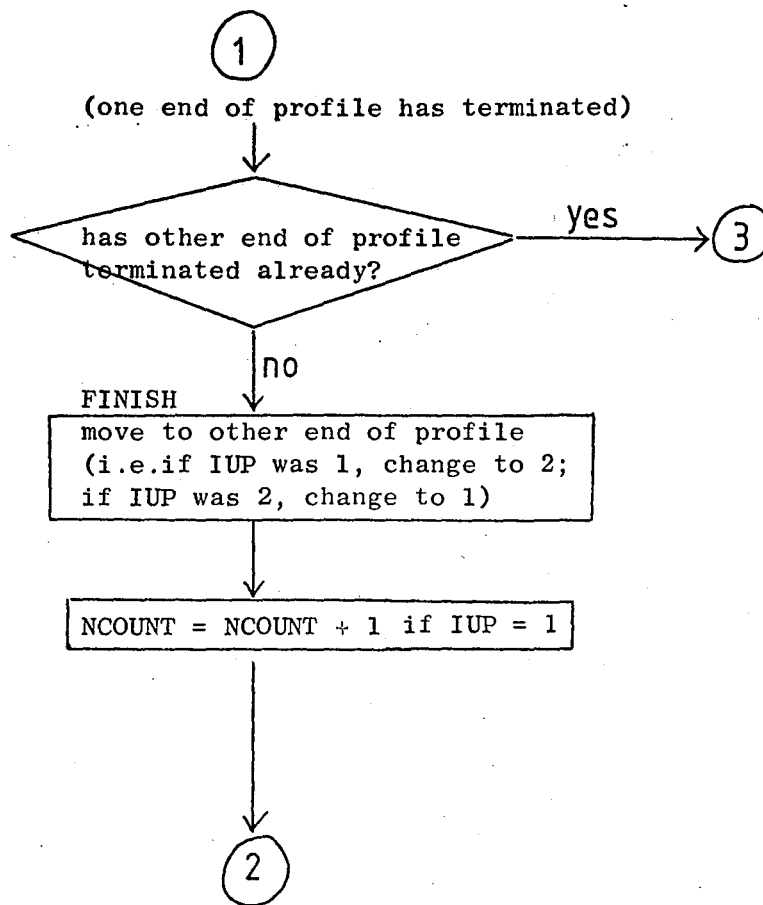 1
(one end of profile has terminated)
has other end of profile
terminated already?
yes
3
no
FINISH
move to other end of profile
(i.e.if IUP was 1, change to 2;
if IUP was 2, change to 1)
NCOUNT = NCOUNT + 1 if IUP = 1
2